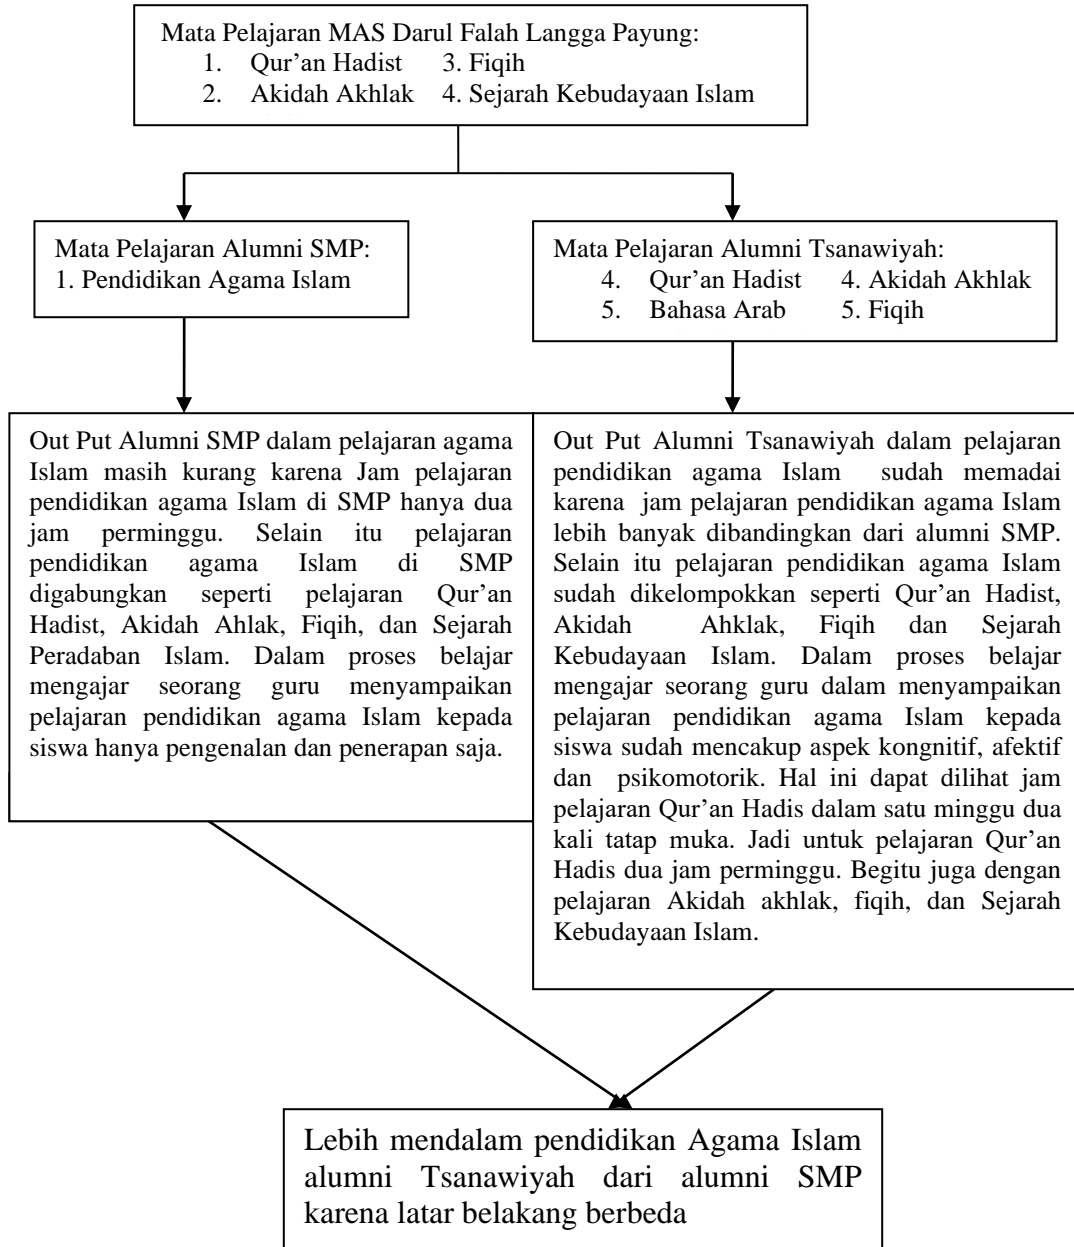 Mata Pelajaran MAS Darul Falah Langga Payung:
1. Qur’an Hadist 3. Fiqih
2. Akidah Akhlak 4. Sejarah Kebudayaan Islam
Mata Pelajaran Alumni SMP:
1. Pendidikan Agama Islam
Mata Pelajaran Alumni Tsanawiyah:
4. Qur’an Hadist 4. Akidah Akhlak
5. Bahasa Arab 5. Fiqih
Out Put Alumni SMP dalam pelajaran agama
Islam masih kurang karena Jam pelajaran
pendidikan agama Islam di SMP hanya dua
jam perminggu. Selain itu pelajaran
pendidikan agama Islam di SMP
digabungkan seperti pelajaran Qur’an
Hadist, Akidah Ahlak, Fiqih, dan Sejarah
Peradaban Islam. Dalam proses belajar
mengajar seorang guru menyampaikan
pelajaran pendidikan agama Islam kepada
siswa hanya pengenalan dan penerapan saja.
Out Put Alumni Tsanawiyah dalam pelajaran
pendidikan agama Islam sudah memadai
karena jam pelajaran pendidikan agama Islam
lebih banyak dibandingkan dari alumni SMP.
Selain itu pelajaran pendidikan agama Islam
sudah dikelompokkan seperti Qur’an Hadist,
Akidah Ahklak, Fiqih dan Sejarah
Kebudayaan Islam. Dalam proses belajar
mengajar seorang guru dalam menyampaikan
pelajaran pendidikan agama Islam kepada
siswa sudah mencakup aspek kongnitif, afektif
dan psikomotorik. Hal ini dapat dilihat jam
pelajaran Qur’an Hadis dalam satu minggu dua
kali tatap muka. Jadi untuk pelajaran Qur’an
Hadis dua jam perminggu. Begitu juga dengan
pelajaran Akidah akhlak, fiqih, dan Sejarah
Kebudayaan Islam.
Lebih mendalam pendidikan Agama Islam
alumni Tsanawiyah dari alumni SMP
karena latar belakang berbeda